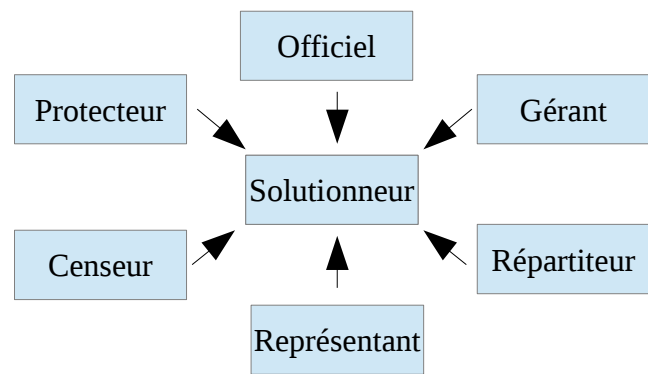 Officiel
Protecteur
Gérant
Solutionneur
Censeur
Répartiteur
Représentant